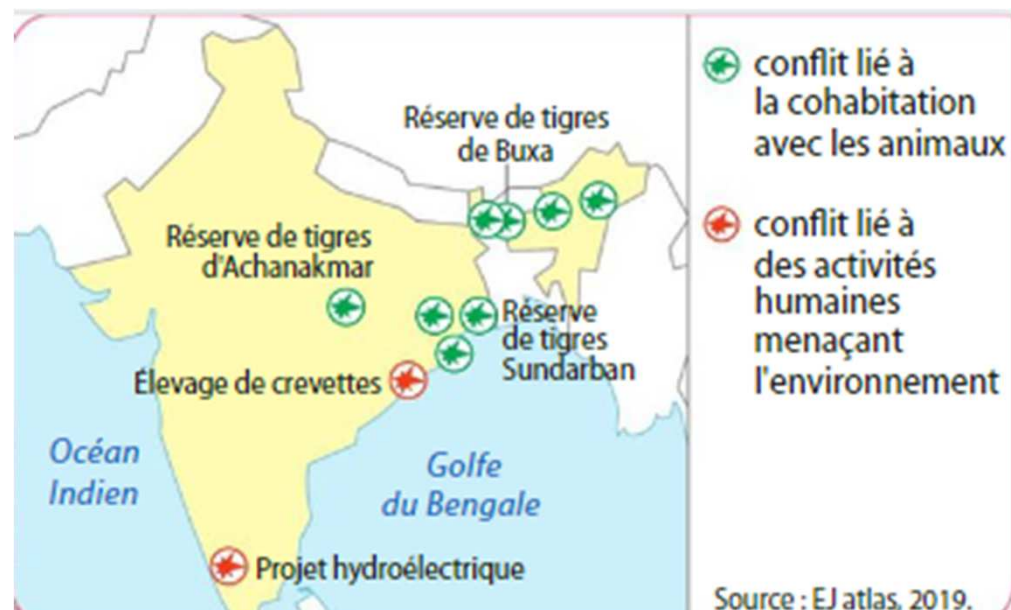 Réserve de tigres
de Buxa
Réserve de tigres
d'Achanakmar
Réserve
de tigres
Sundarban
Élevage de crevettes
Océan
Indien
Golfe
du Bengale
Projet hydroélectrique
conflit lié à
la cohabitation
avec les animaux
conflit lié à
des activités
humaines
menaçant
l'environnement
Source : EJ atlas, 2019.